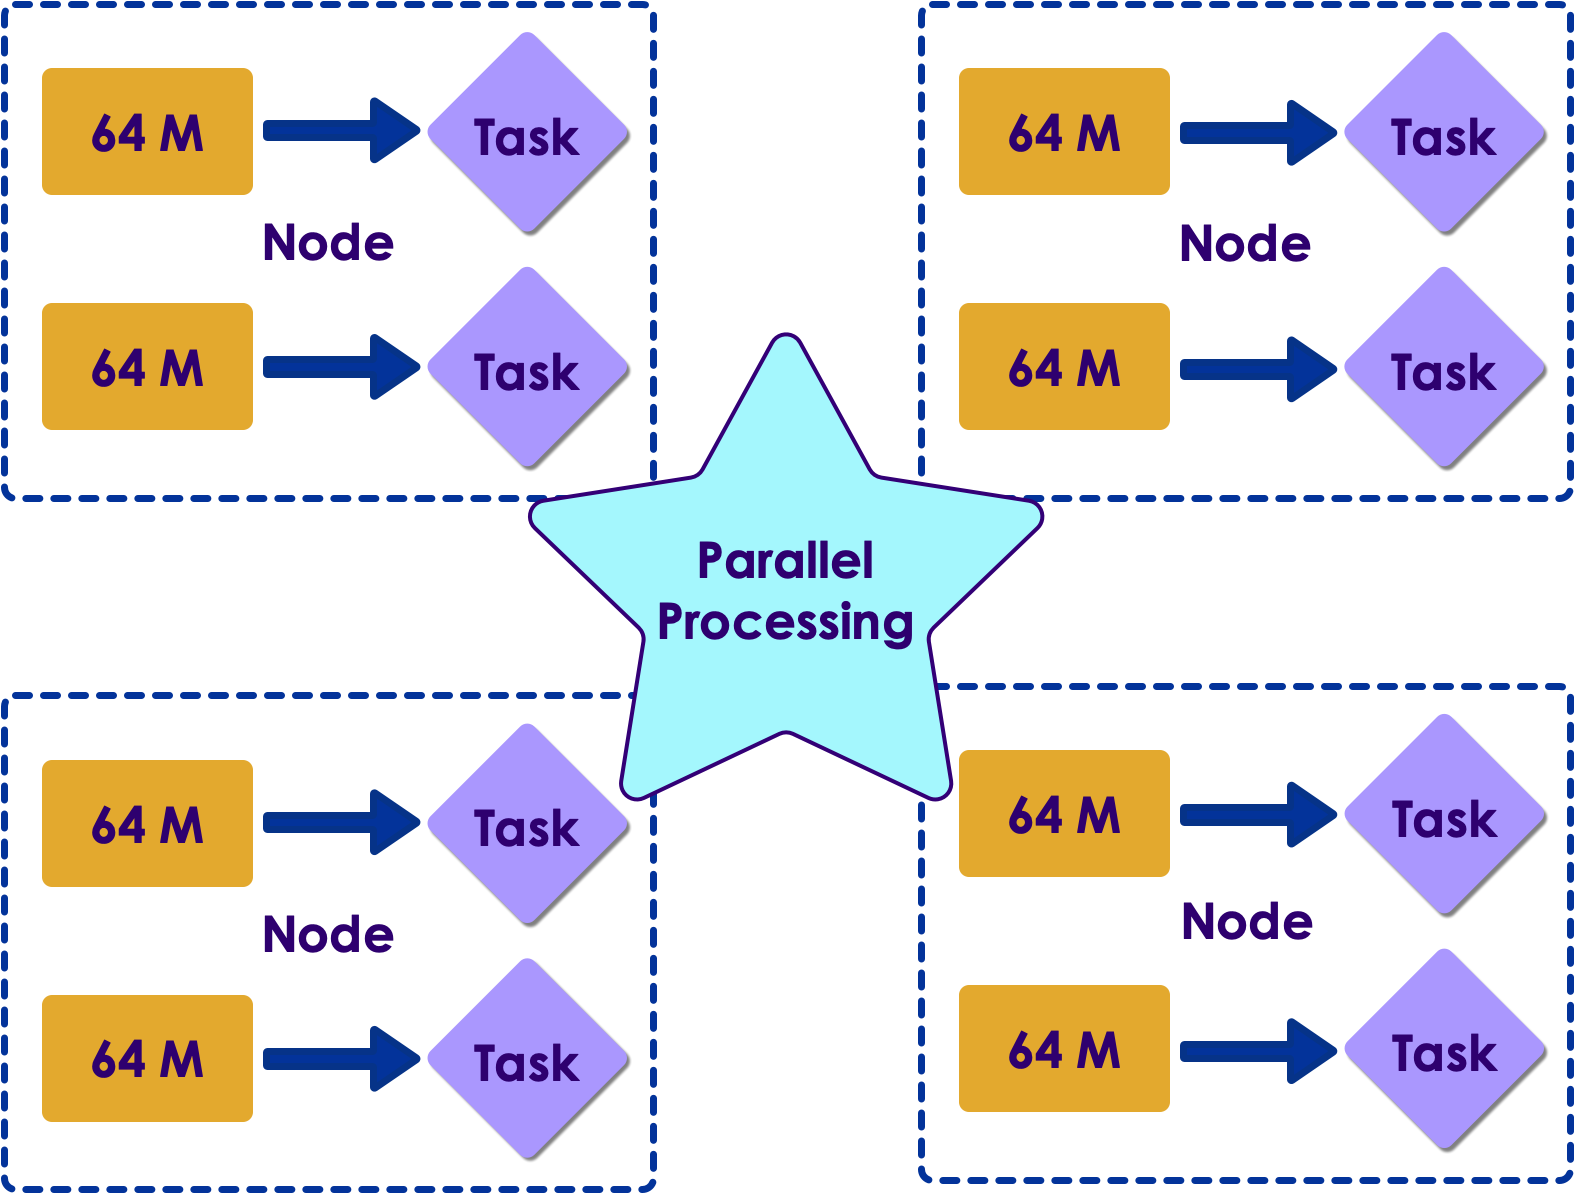 64 M
Task
Node
64 M
Task
64 M
Task
Node
64 M
Task
Parallel
Processing
64 M
Task
Node
64 M
Task
64 M
Task
Node
64 M
Task